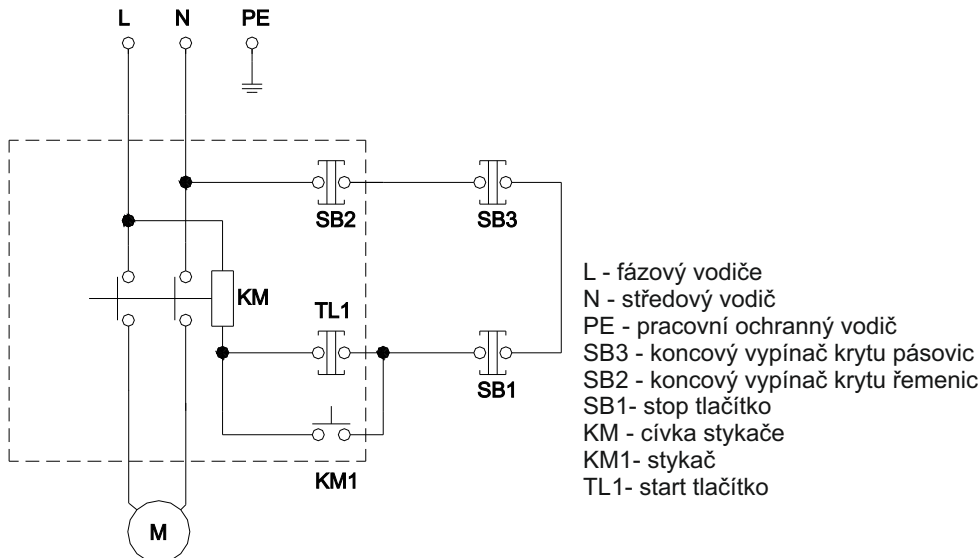 L N PE
SB2 SB3
KM
TL1
SB1
KM1
M
L - fázový vodiče
N - středový vodič
PE - pracovní ochranný vodič
SB3 - koncový vypínač krytu pásovic
SB2 - koncový vypínač krytu řemenic
SB1- stop tlačítko
KM - cívka stykače
KM1- stykač
TL1- start tlačítko